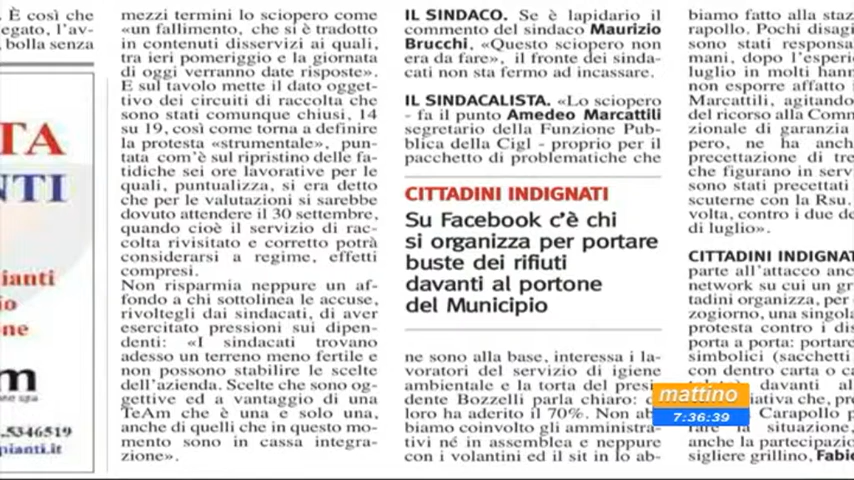 . È così che
egato, l'av-
bolla senza
TA
NTI
ianti
io
one
m
one spa
.5346519
pianti.it
mezzi termini lo sciopero come
«un fallimento, che si è tradotto
in contenuti disservizi ai quali,
tra ieri pomeriggio e la giornata
di oggi verranno date risposte».
E sul tavolo mette il dato ogget-
tivo dei circuiti di raccolta che
sono stati comunque chiusi, 14
su 19, così come torna a definire
la protesta «strumentale», pun-
tata com'è sul ripristino delle fa-
tidiche sei ore lavorative per le
quali, puntualizza, si era detto
che per le valutazioni si sarebbe
dovuto attendere il 30 settembre,
quando cioè il servizio di rac-
colta rivisitato e corretto potrà
considerarsi a regime, effetti
compresi.
Non risparmia neppure un af-
fondo a chi sottolinea le accuse,
rivoltegli dai sindacati, di aver
esercitato pressioni sui dipen-
denti: «I sindacati trovano
adesso un terreno meno fertile e
non possono stabilire le scelte
dell'azienda. Scelte che sono og-
gettive ed a vantaggio di una
TeAm che è una e solo una,
anche di quelli che in questo mo-
mento sono in cassa integra-
zione».
IL SINDACO. Se è lapidario il
commento del sindaco Maurizio
Brucchi, «Questo sciopero non
era da fare», il fronte dei sinda-
cati non sta fermo ad incassare.
IL SINDACALISTA. «Lo sciopero
- fa il punto Amedeo Marcattili
segretario della Funzione Pub-
blica della Cigl - proprio per il
pacchetto di problematiche che
CITTADINI INDIGNATI
Su Facebook c'è chi
si organizza per portare
buste dei rifiuti
davanti al portone
del Municipio
ne sono alla base, interessa i la-
voratori del servizio di igiene
ambientale e la torta del presi-
dente Bozzelli parla chiaro:
loro ha aderito il 70%. Non ab-
biamo coinvolto gli amministra-
tivi né in assemblea e neppure
con i volantini ed il sit in lo ab-
biamo fatto alla staz
rapollo. Pochi disagi
sono stati responsa
mani, dopo l'esperi
luglio in molti hann
non esporre affatto i
Marcattili, agitando
del ricorso alla Comm
zionale di garanzia
pero, ne ha anch
precettazione di tre
che figurano in serv
sono stati precettati
scuterne con la Rsu.
volta, contro i due de
di luglio».
CITTADINI INDIGNAT
parte all'attacco anc
network su cui un gr
tadini organizza, per
zogiorno, una singola
protesta contro i dis
porta a porta: portare
simbolici (sacchetti
con dentro carta o ca
davanti al
iativa che, pr
Carapollo p
fare la situazione,
anche la partecipazio
sigliere grillino, Fabi
mattino
7:36:39